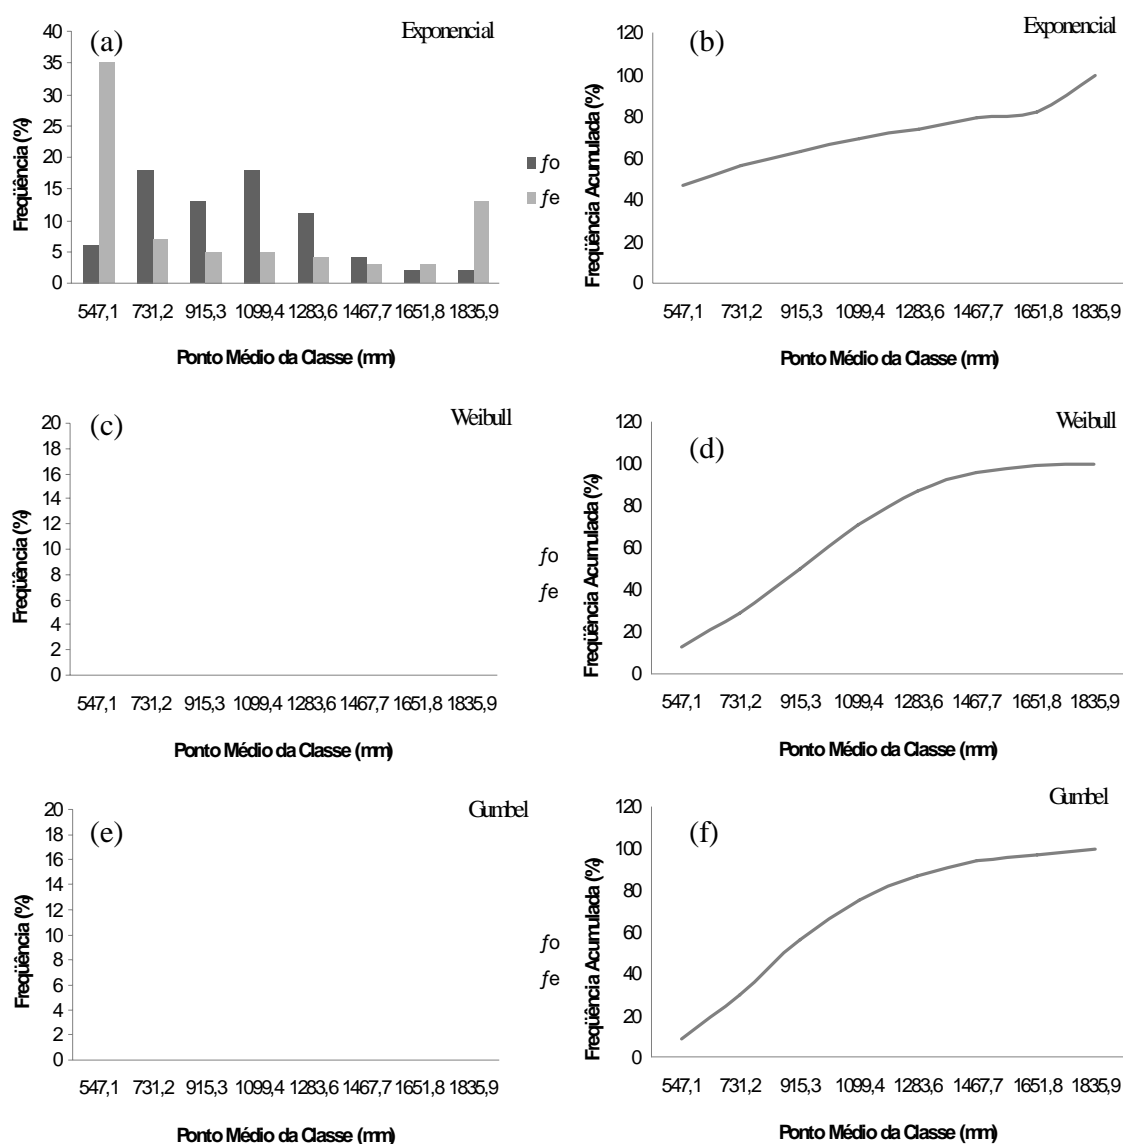 (a)
Exponencial
Freqüência (%)
40
35
30
25
20
15
10
5
0
547,1 731,2 915,3 1099,4 1283,6 1467,7 1651,8 1835,9
Ponto Médio da Classe (mm)
fo
fe
(b)
Exponencial
Freqüência Acumulada (%)
120
100
80
60
40
20
0
547,1 731,2 915,3 1099,4 1283,6 1467,7 1651,8 1835,9
Ponto Médio da Classe (mm)
(c)
Weibull
Freqüência (%)
20
18
16
14
12
10
8
6
4
2
0
547,1 731,2 915,3 1099,4 1283,6 1467,7 1651,8 1835,9
Ponto Médio da Classe (mm)
fo
fe
(d)
Weibull
Freqüência Acumulada (%)
120
100
80
60
40
20
0
547,1 731,2 915,3 1099,4 1283,6 1467,7 1651,8 1835,9
Ponto Médio da Classe (mm)
(e)
Gumbel
Freqüência (%)
20
18
16
14
12
10
8
6
4
2
0
547,1 731,2 915,3 1099,4 1283,6 1467,7 1651,8 1835,9
Ponto Médio da Classe (mm)
fo
fe
(f)
Gumbel
Freqüência Acumulada (%)
120
100
80
60
40
20
0
547,1 731,2 915,3 1099,4 1283,6 1467,7 1651,8 1835,9
Ponto Médio da Classe (mm)